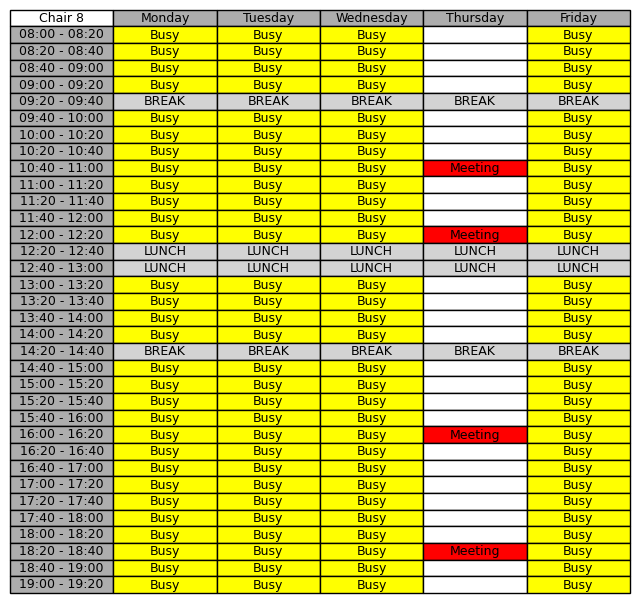 Chair 8 Monday Tuesday Wednesday Thursday Friday
08:00 - 08:20 Busy Busy Busy Busy
08:20 - 08:40 Busy Busy Busy Busy
08:40 - 09:00 Busy Busy Busy Busy
09:00 - 09:20 Busy Busy Busy Busy
09:20 - 09:40 BREAK BREAK BREAK BREAK BREAK
09:40 - 10:00 Busy Busy Busy Busy
10:00 - 10:20 Busy Busy Busy Busy
10:20 - 10:40 Busy Busy Busy Busy
10:40 - 11:00 Busy Busy Busy Meeting Busy
11:00 - 11:20 Busy Busy Busy Busy
11:20 - 11:40 Busy Busy Busy Busy
11:40 - 12:00 Busy Busy Busy Busy
12:00 - 12:20 Busy Busy Busy Meeting Busy
12:20 - 12:40 LUNCH LUNCH LUNCH LUNCH LUNCH
12:40 - 13:00 LUNCH LUNCH LUNCH LUNCH LUNCH
13:00 - 13:20 Busy Busy Busy Busy
13:20 - 13:40 Busy Busy Busy Busy
13:40 - 14:00 Busy Busy Busy Busy
14:00 - 14:20 Busy Busy Busy Busy
14:20 - 14:40 BREAK BREAK BREAK BREAK BREAK
14:40 - 15:00 Busy Busy Busy Busy
15:00 - 15:20 Busy Busy Busy Busy
15:20 - 15:40 Busy Busy Busy Busy
15:40 - 16:00 Busy Busy Busy Busy
16:00 - 16:20 Busy Busy Busy Meeting Busy
16:20 - 16:40 Busy Busy Busy Busy
16:40 - 17:00 Busy Busy Busy Busy
17:00 - 17:20 Busy Busy Busy Busy
17:20 - 17:40 Busy Busy Busy Busy
17:40 - 18:00 Busy Busy Busy Busy
18:00 - 18:20 Busy Busy Busy Busy
18:20 - 18:40 Busy Busy Busy Meeting Busy
18:40 - 19:00 Busy Busy Busy Busy
19:00 - 19:20 Busy Busy Busy Busy